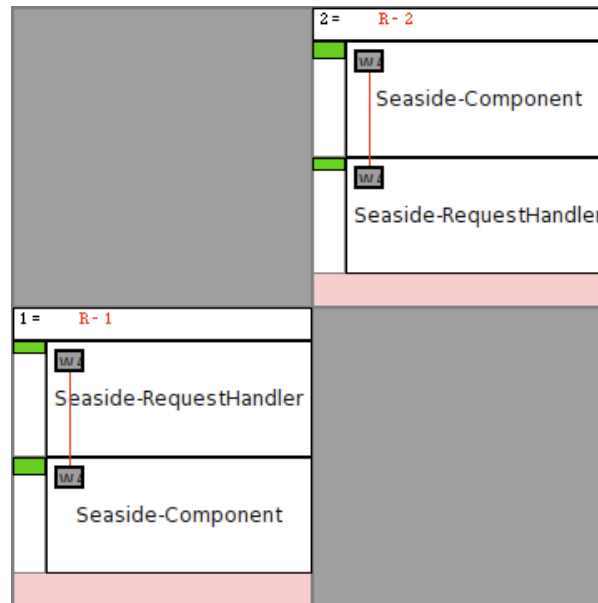 2= R-2
Seaside-Component
Seaside-RequestHandler
1= R-1
Seaside-RequestHandler
Seaside-Component